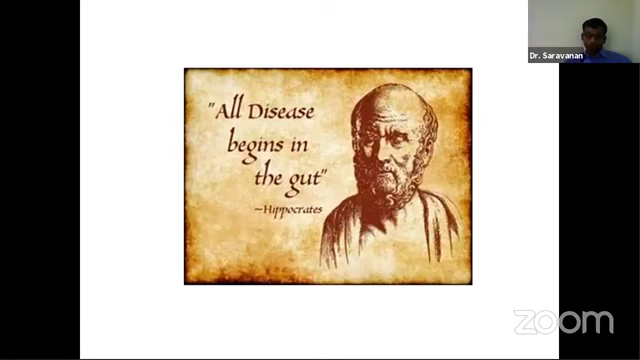 Dr. Saravanan
"All Disease
begins in
the gut"
~Hippocrates
zoom